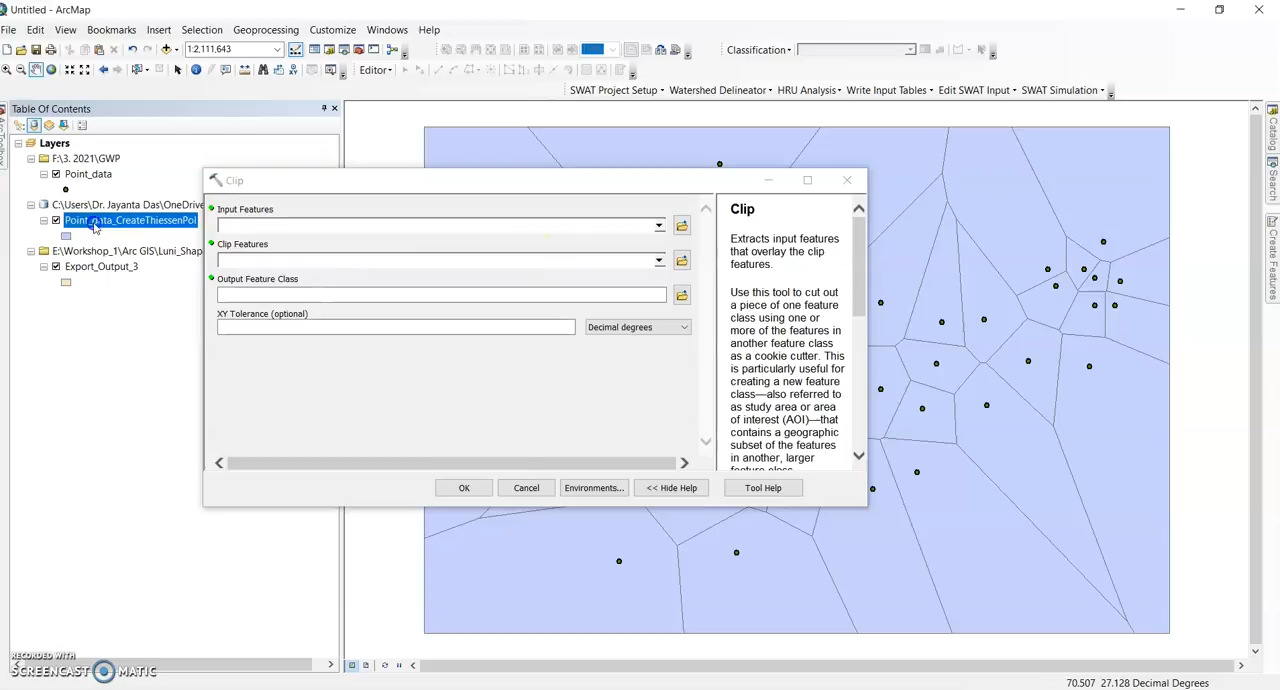 Untitled - ArcMap
File Edit View Bookmarks Insert Selection Geoprocessing Customize Windows Help
1:2,111,643
Classification
Editor
SWAT Project Setup Watershed Delineator HRU Analysis Write Input Tables Edit SWAT Input SWAT Simulation
Table Of Contents
Layers
F:\3. 2021\GWP
Point_data
C:\Users\Dr. Jayanta Das\OneDrive
Point_data_CreateThiessenPol
E:\Workshop_1\Arc GIS\Luni_Shap
Export_Output_3
Clip
Input Features
Clip Features
Output Feature Class
XY Tolerance (optional)
Decimal degrees
OK
Cancel
Environments...
<< Hide Help
Tool Help
Clip
Extracts input features
that overlay the clip
features.
Use this tool to cut out
a piece of one feature
class using one or
more of the features in
another feature class
as a cookie cutter. This
is particularly useful for
creating a new feature
class—also referred to
as study area or area
of interest (AOI)—that
contains a geographic
subset of the features
in another, larger
feature class.
ArcToolbox
Catalog
Search
Create Features
RECORDED WITH
SCREENCAST MATIC
70.507 27.128 Decimal Degrees